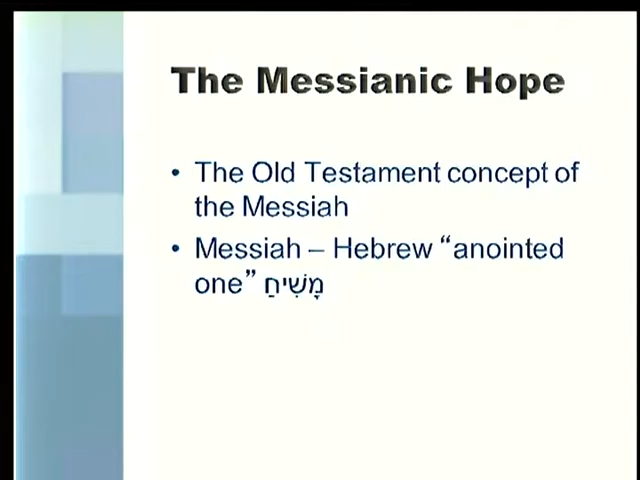 The Messianic Hope
• The Old Testament concept of
the Messiah
• Messiah – Hebrew “anointed
one” מָשִׁיחַ